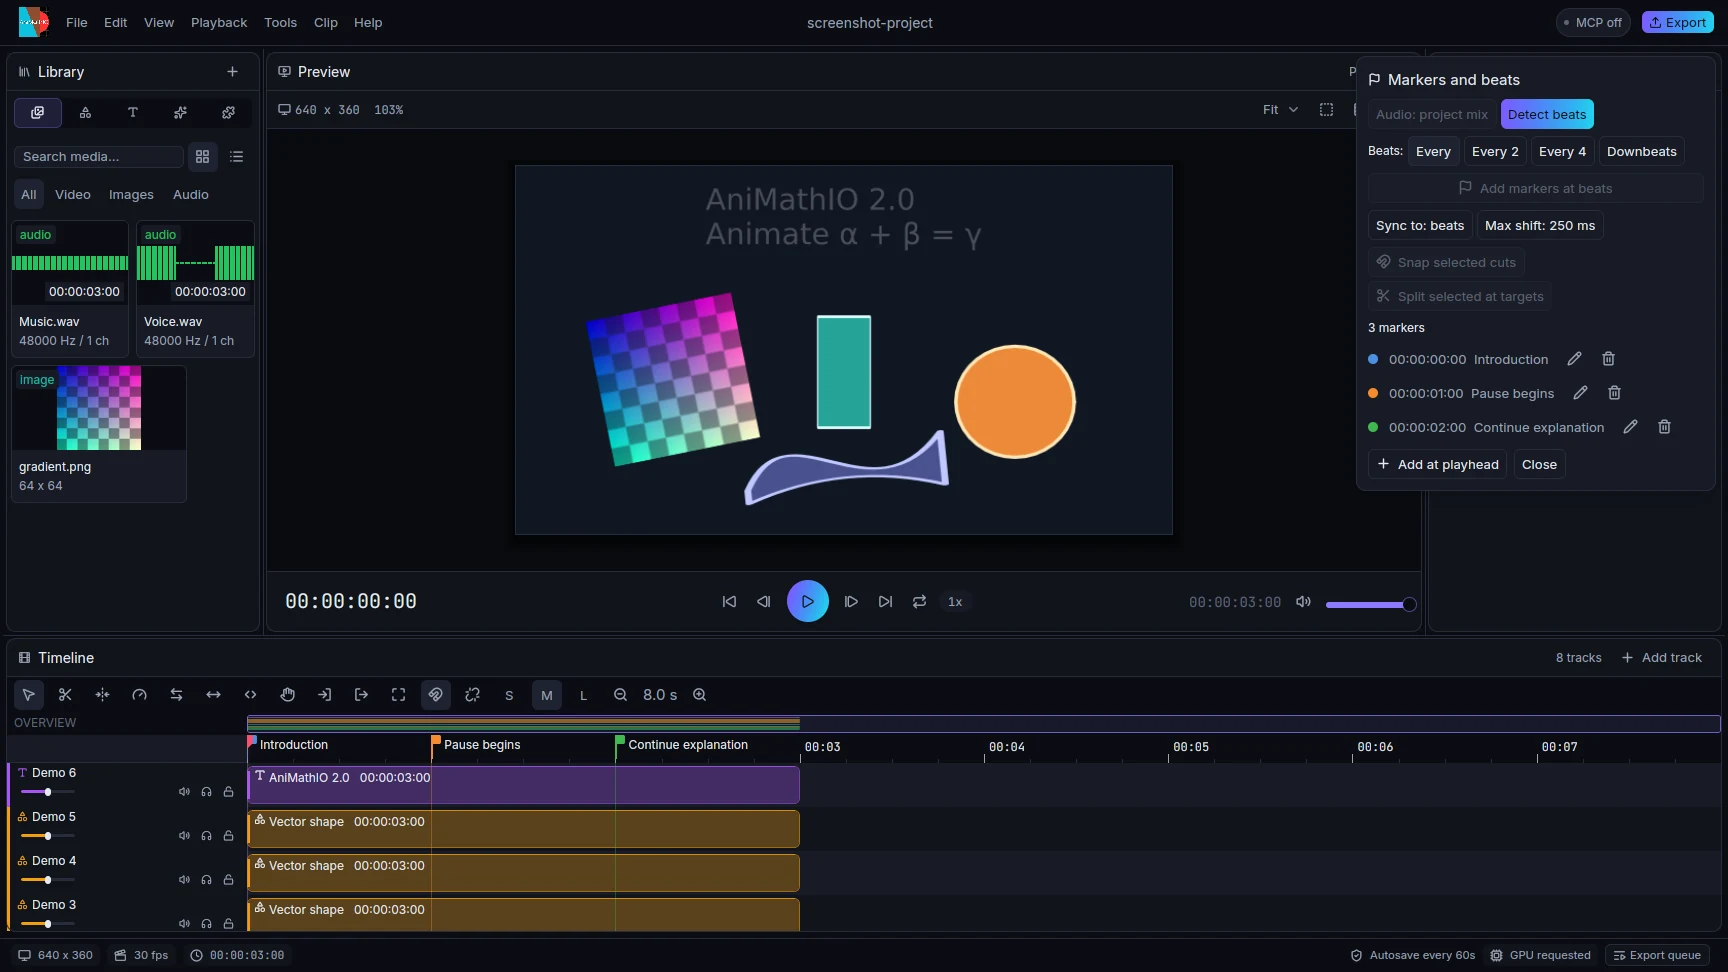 File Edit View Playback Tools Clip Help
screenshot-project
MCP off
Export
Library
Preview
640 x 360 103%
Fit
Search media...
All Video Images Audio
audio
00:00:03:00
Music.wav
48000 Hz / 1 ch
audio
00:00:03:00
Voice.wav
48000 Hz / 1 ch
image
gradient.png
64 x 64
AniMathIO 2.0
Animate α + β = γ
00:00:00:00
1x
00:00:03:00
Markers and beats
Audio: project mix
Detect beats
Beats: Every Every 2 Every 4 Downbeats
Add markers at beats
Sync to: beats Max shift: 250 ms
Snap selected cuts
Split selected at targets
3 markers
00:00:00:00 Introduction
00:00:01:00 Pause begins
00:00:02:00 Continue explanation
Add at playhead Close
Timeline
8 tracks
Add track
S M L 8.0 s
OVERVIEW
Introduction Pause begins Continue explanation 00:03 00:04 00:05 00:06 00:07
Demo 6
AniMathIO 2.0 00:00:03:00
Demo 5
Vector shape 00:00:03:00
Demo 4
Vector shape 00:00:03:00
Demo 3
Vector shape 00:00:03:00
640 x 360 30 fps 00:00:03:00
Autosave every 60s GPU requested Export queue